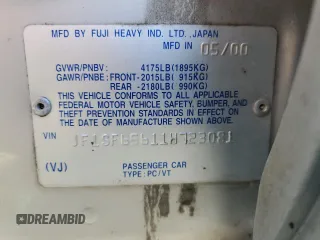 MFD BY FUJI HEAVY IND. LTD., JAPAN
MFD IN 05/00
GVWR/PNBV: 4175LB(1895KG)
GAWR/PNBE: FRONT-2015LB( 915KG)
REAR -2180LB( 990KG)
THIS VEHICLE CONFORMS TO ALL APPLICABLE
FEDERAL MOTOR VEHICLE SAFETY, BUMPER,
AND THEFT PREVENTION STANDARDS IN EFFECT ON
THE DATE OF MANUFACTURE SHOWN ABOVE.
VIN
(VJ)
PASSENGER CAR
TYPE: PC/VT
DREAMBID